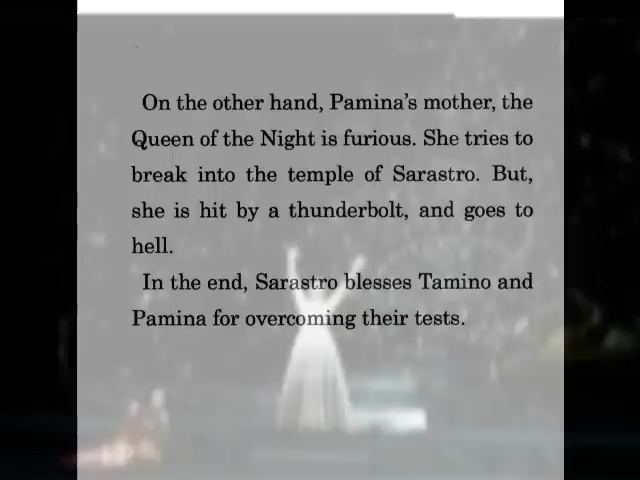 On the other hand, Pamina's mother, the
Queen of the Night is furious. She tries to
break into the temple of Sarastro. But,
she is hit by a thunderbolt, and goes to
hell.
In the end, Sarastro blesses Tamino and
Pamina for overcoming their tests.